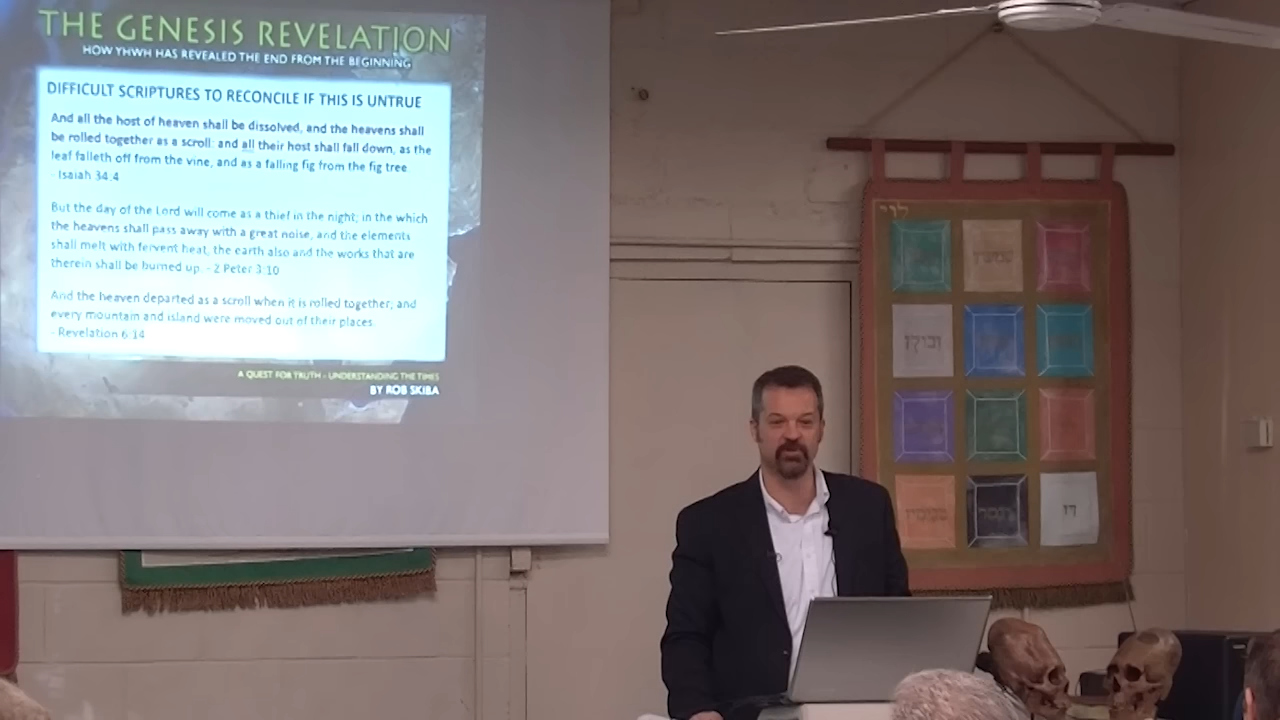 THE GENESIS REVELATION
HOW YHWH HAS REVEALED THE END FROM THE BEGINNING
DIFFICULT SCRIPTURES TO RECONCILE IF THIS IS UNTRUE
And all the host of heaven shall be dissolved, and the heavens shall
be rolled together as a scroll: and all their host shall fall down, as the
leaf falleth off from the vine, and as a falling fig from the fig tree.
- Isaiah 34:4
But the day of the Lord will come as a thief in the night; in the which
the heavens shall pass away with a great noise, and the elements
shall melt with fervent heat, the earth also and the works that are
therein shall be burned up. - 2 Peter 3:10
And the heaven departed as a scroll when it is rolled together; and
every mountain and island were moved out of their places.
- Revelation 6:14
A QUEST FOR TRUTH - UNDERSTANDING THE TIMES
BY ROB SKIBA
לוי